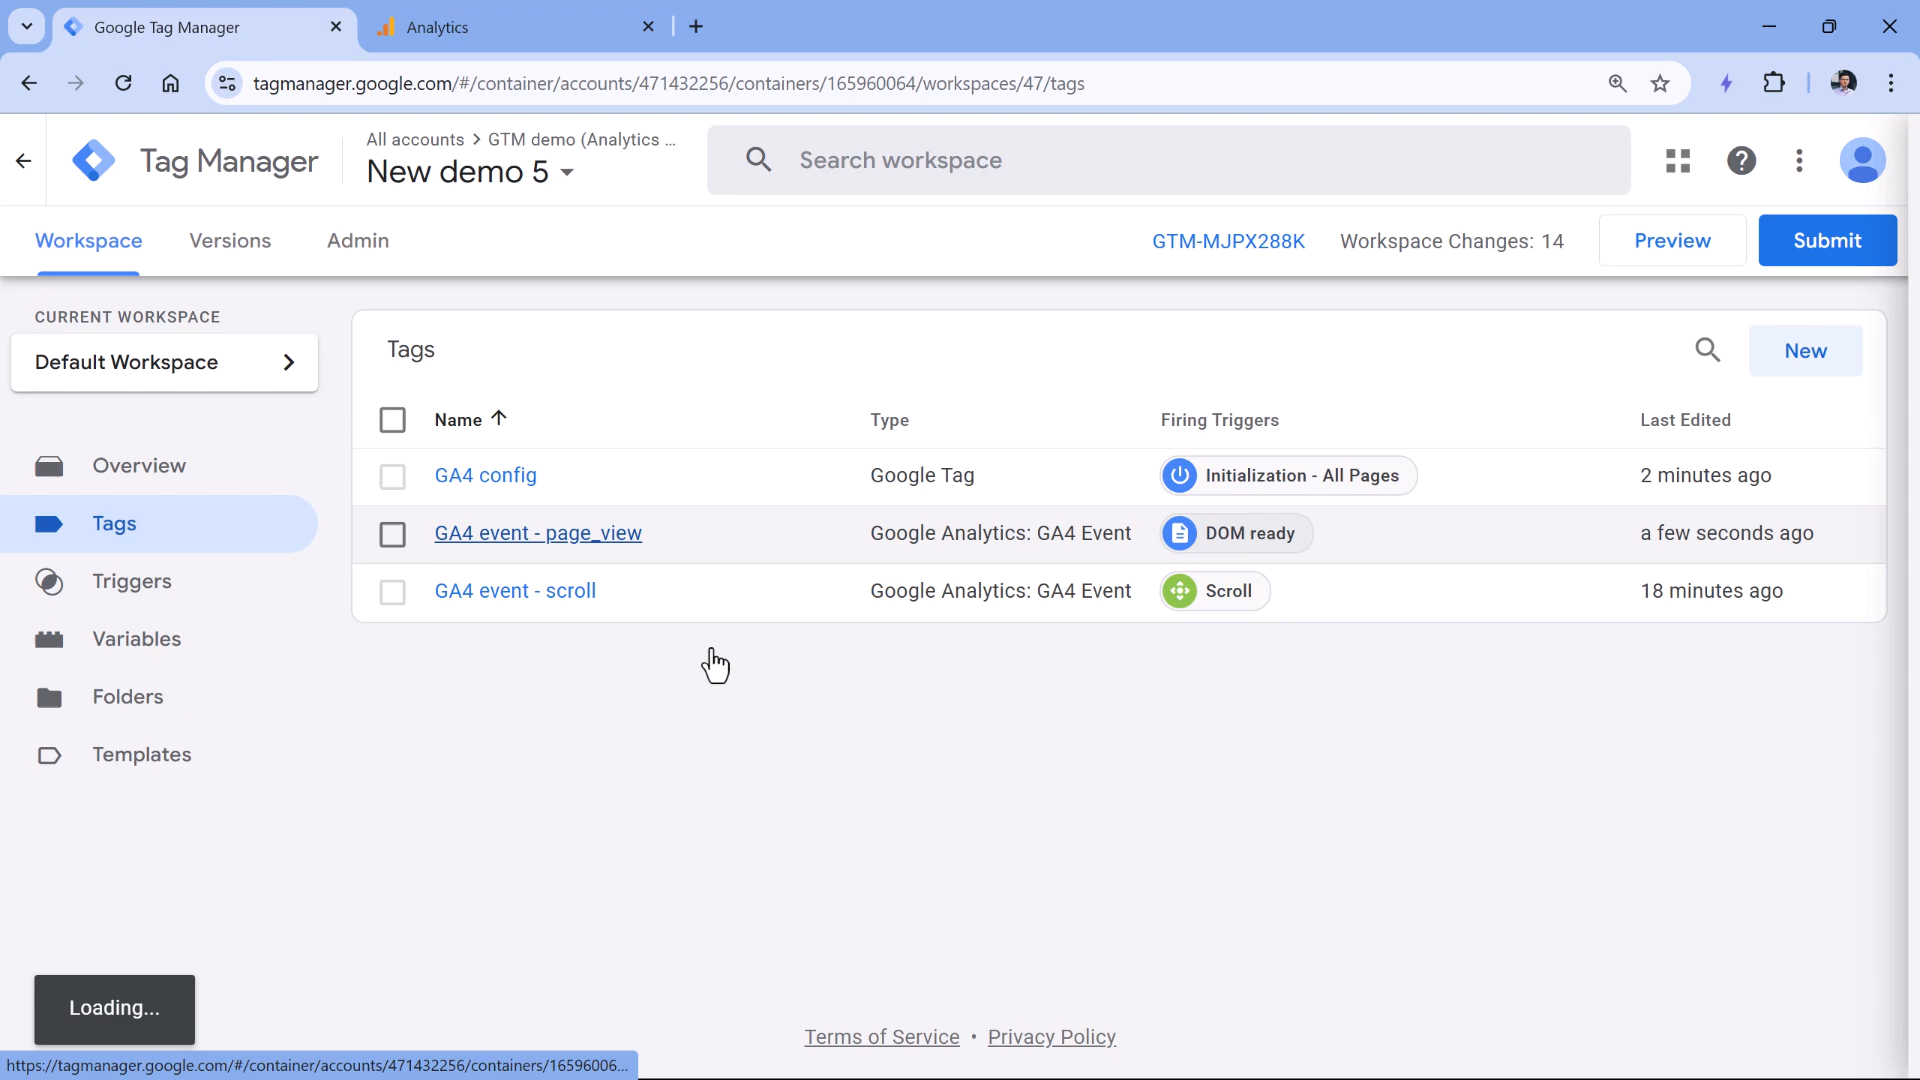 Google Tag Manager
Analytics
tagmanager.google.com/#/container/accounts/471432256/containers/165960064/workspaces/47/tags
Tag Manager
All accounts > GTM demo (Analytics ...
New demo 5
Search workspace
Workspace
Versions
Admin
GTM-MJPX288K
Workspace Changes: 14
Preview
Submit
CURRENT WORKSPACE
Default Workspace
Overview
Tags
Triggers
Variables
Folders
Templates
Tags
New
Name Type Firing Triggers Last Edited
GA4 config Google Tag Initialization - All Pages 2 minutes ago
GA4 event - page_view Google Analytics: GA4 Event DOM ready a few seconds ago
GA4 event - scroll Google Analytics: GA4 Event Scroll 18 minutes ago
Loading...
Terms of Service • Privacy Policy
https://tagmanager.google.com/#/container/accounts/471432256/containers/16596006...